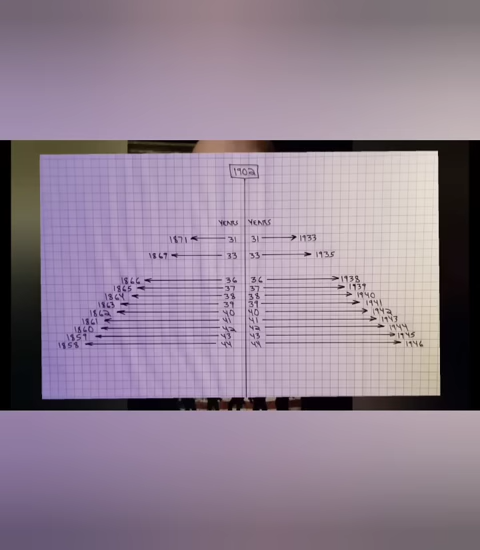 1902
YEARS YEARS
1871 31 31 1933
1869 33 33 1935
1866 36 36 1938
1865 37 37 1939
1864 38 38 1940
1863 39 39 1941
1862 40 40 1942
1861 41 41 1943
1860 42 42 1944
1859 43 43 1945
1858 44 44 1946